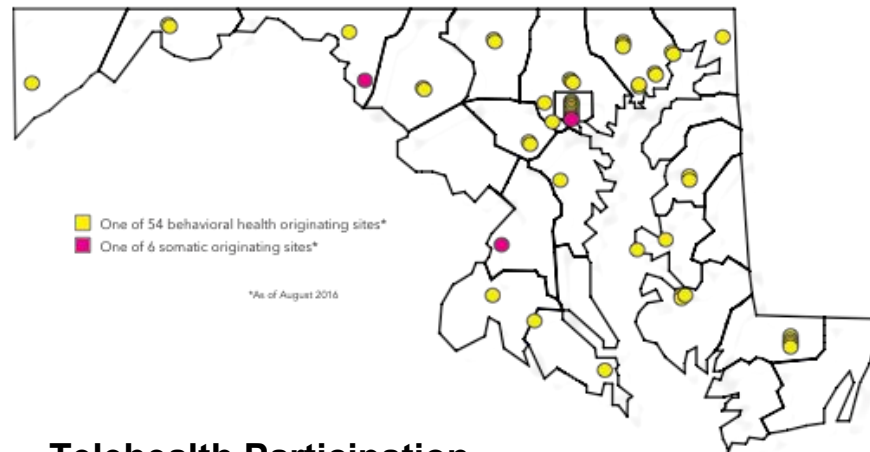 One of 54 behavioral health originating sites*
One of 6 somatic originating sites*
*As of August 2016
Telehealth Participation